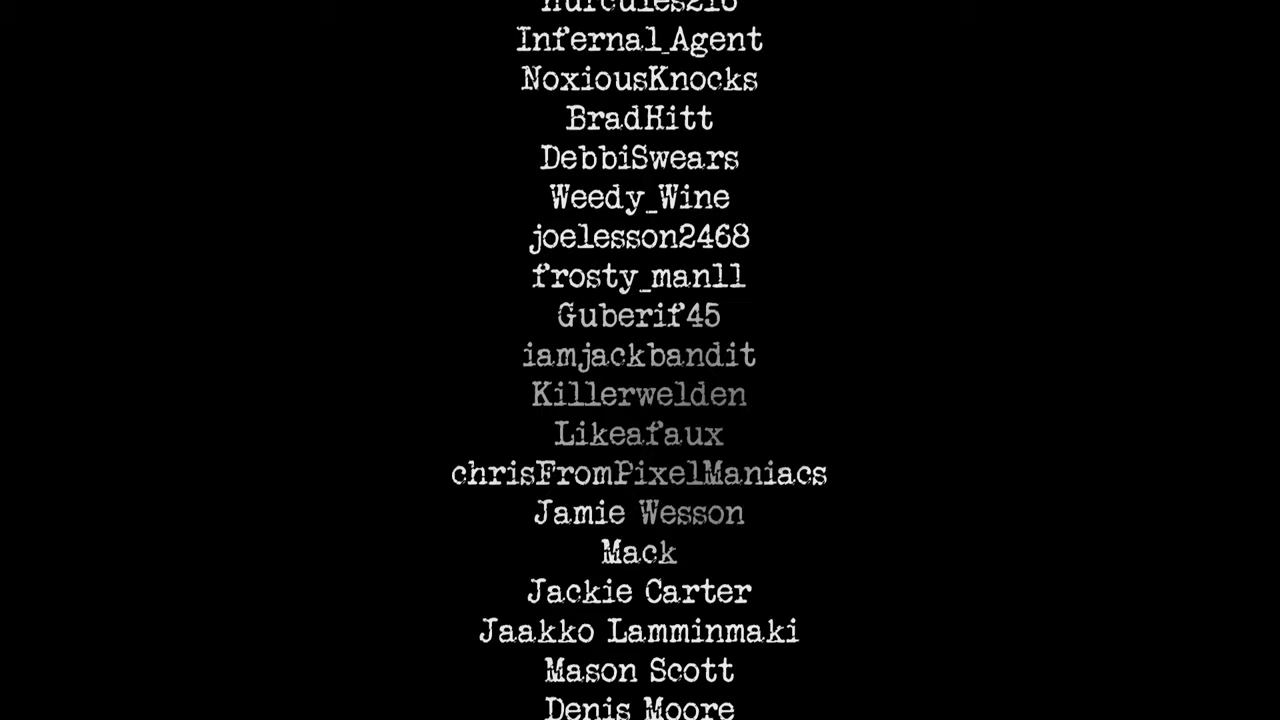 Infernal_Agent
NoxiousKnocks
BradHitt
DebbiSwears
Weedy_Wine
joelesson2468
frosty_man11
Guberif45
iamjackbandit
Killerwelden
Likeafaux
chrisFromPixelManiacs
Jamie Wesson
Mack
Jackie Carter
Jaakko Lamminmaki
Mason Scott
Denis Moore